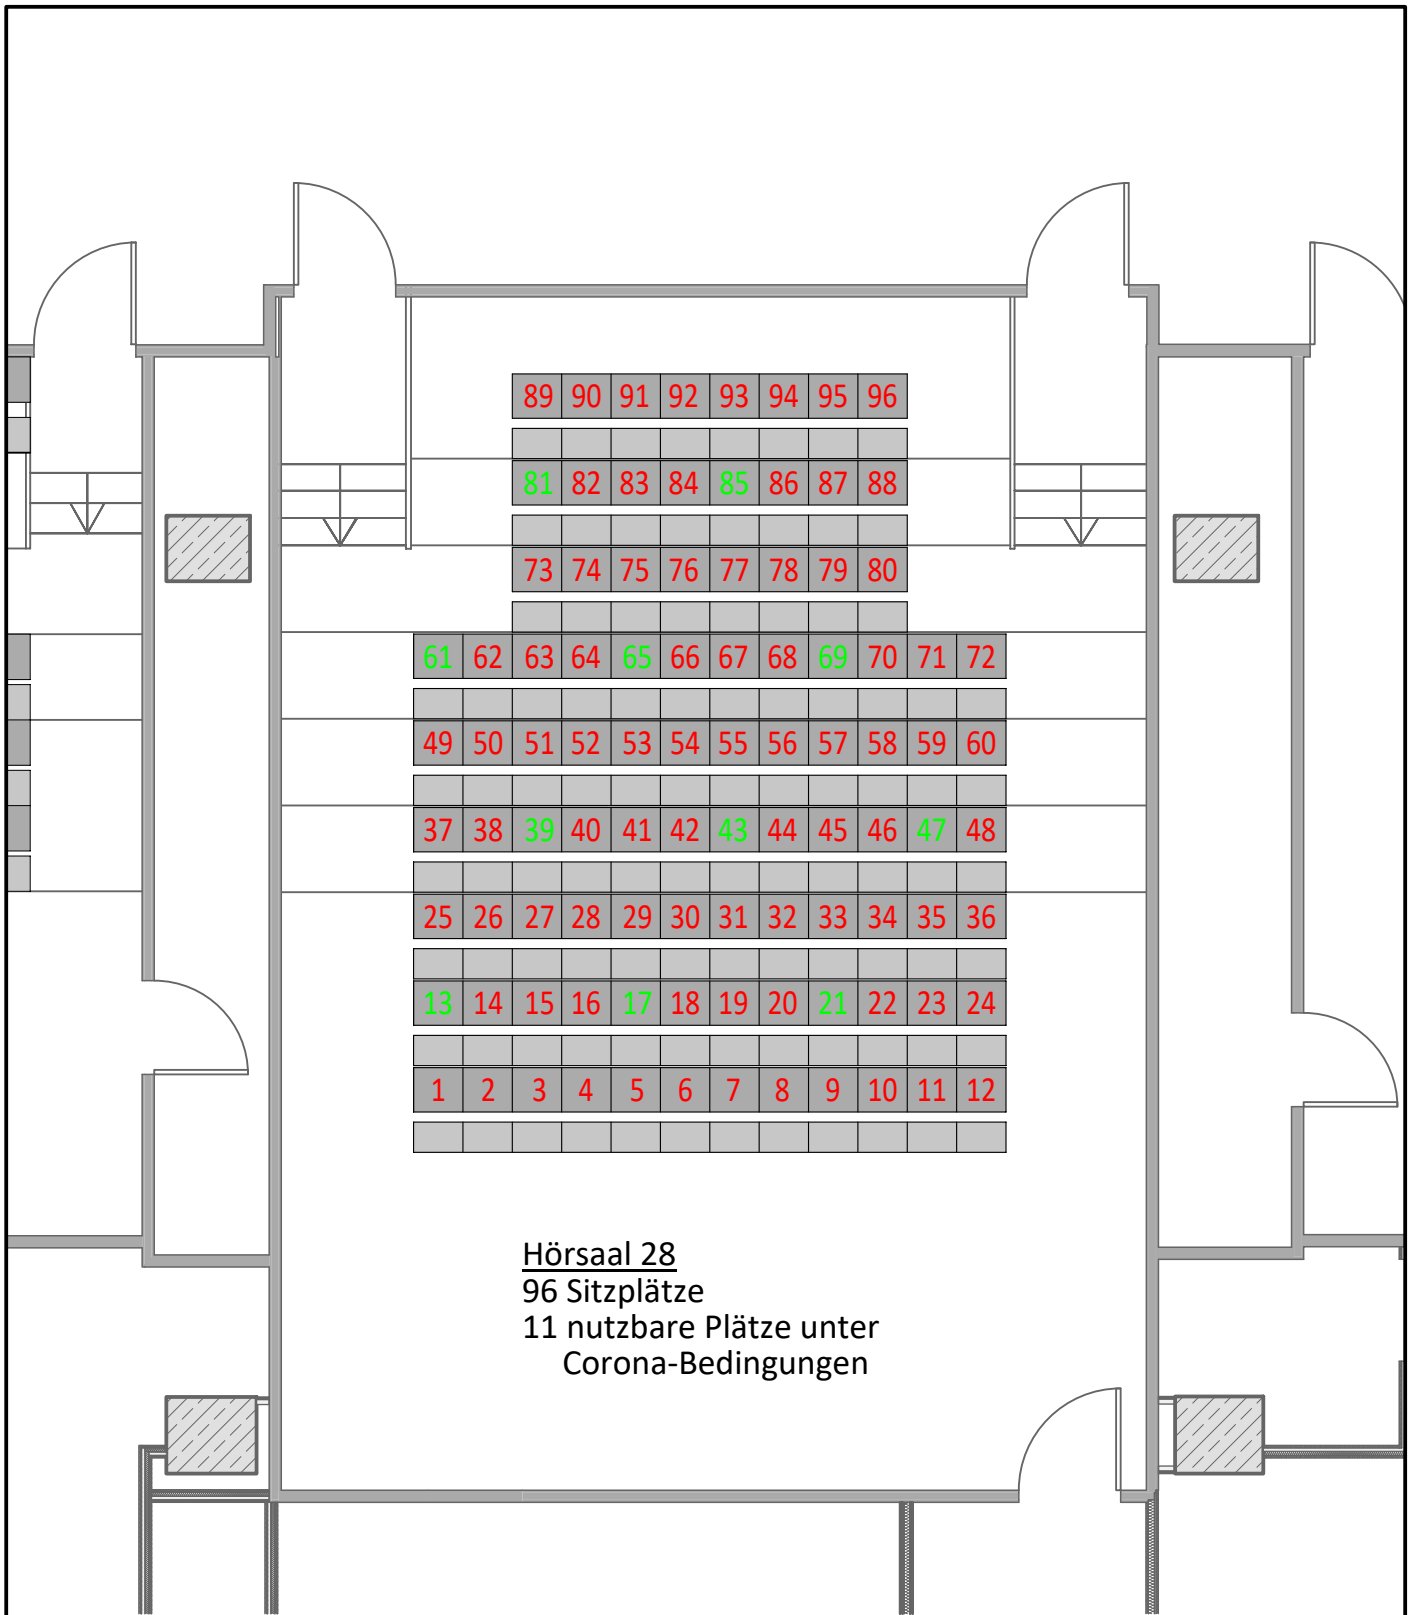 89 90 91 92 93 94 95 96
81 82 83 84 85 86 87 88
73 74 75 76 77 78 79 80
61 62 63 64 65 66 67 68 69 70 71 72
49 50 51 52 53 54 55 56 57 58 59 60
37 38 39 40 41 42 43 44 45 46 47 48
25 26 27 28 29 30 31 32 33 34 35 36
13 14 15 16 17 18 19 20 21 22 23 24
1 2 3 4 5 6 7 8 9 10 11 12
Hörsaal 28
96 Sitzplätze
11 nutzbare Plätze unter
Corona-Bedingungen